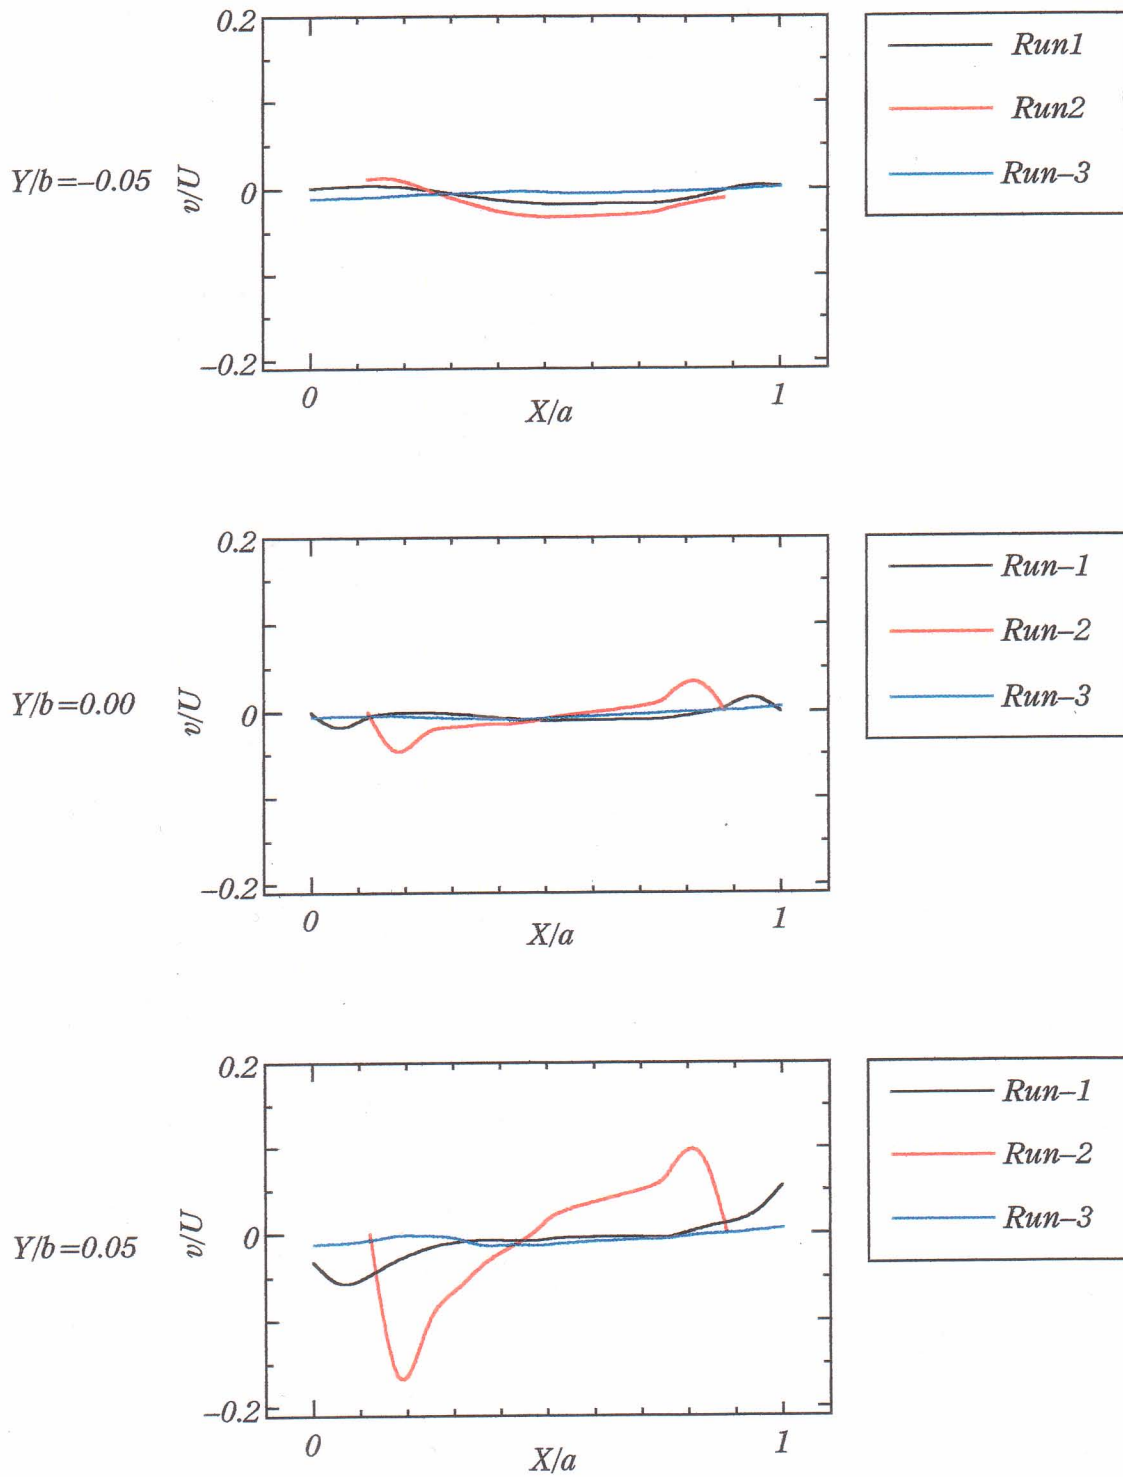 0.2
Run1
Run2
Y/b=–0.05
v/U
0
Run–3
–0.2
0
1
X/a
0.2
Run–1
Run–2
Y/b=0.00
v/U
0
Run–3
–0.2
0
1
X/a
0.2
Run–1
Run–2
Y/b=0.05
v/U
0
Run–3
–0.2
0
1
X/a